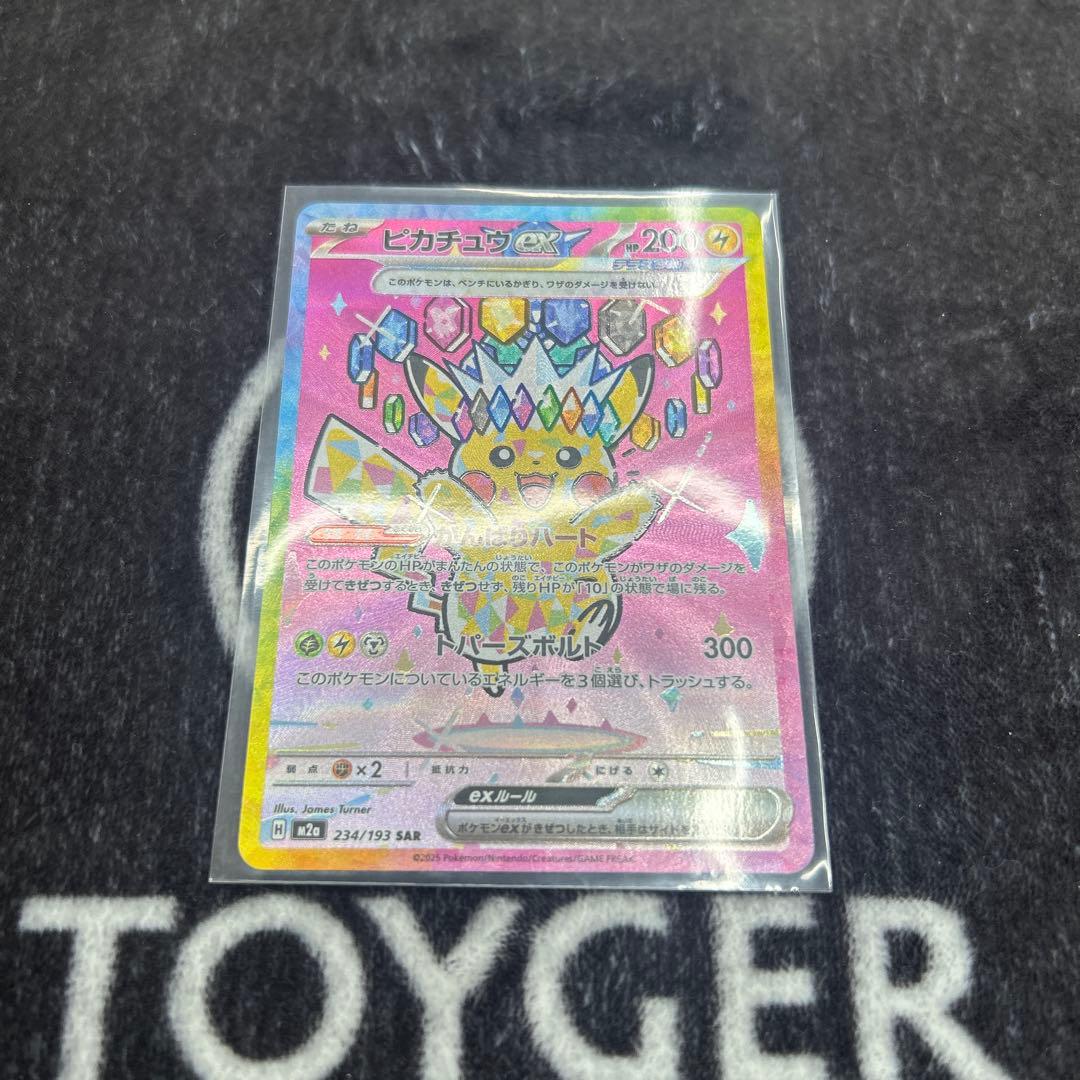 たね ピカチュウex HP 200
テラスタル
このポケモンは、ベンチにいるかぎり、ワザのダメージを受けない。
がんばりハート
このポケモンのHPがまんたんの状態で、このポケモンがワザのダメージを
受けてきぜつするとき、きぜつせず、残りHPが「10」の状態で場に残る。
トパーズボルト 300
このポケモンについているエネルギーを3個選び、トラッシュする。
弱点 ×2 抵抗力 にげる
exルール
ポケモンexがきぜつしたとき、相手はサイドを
Illus. James Turner
H m2a 234/193 SAR
©2025 Pokémon/Nintendo/Creatures/GAME FREAK
TOYGER